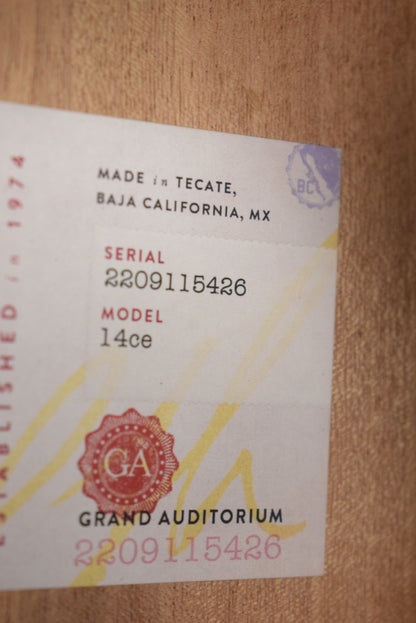 ESTABLISHED in 1974
MADE in TECATE,
BAJA CALIFORNIA, MX
BC
SERIAL
2209115426
MODEL
14ce
GA
GRAND AUDITORIUM
2209115426